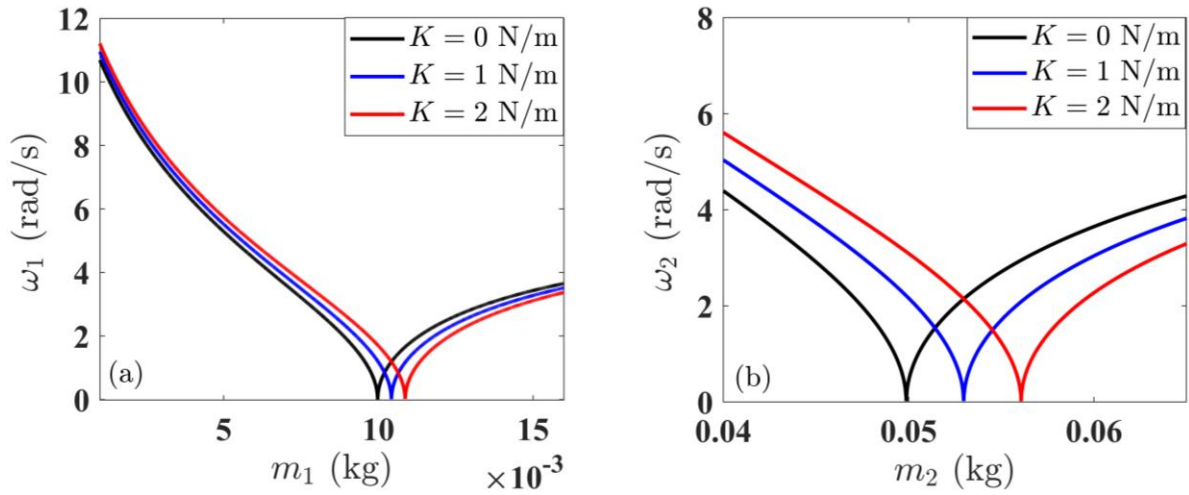 12
10
8
6
4
2
0
ω₁ (rad/s)
K = 0 N/m
K = 1 N/m
K = 2 N/m
(a)
5
10
15
m₁ (kg)
×10⁻³
8
6
4
2
0
ω₂ (rad/s)
K = 0 N/m
K = 1 N/m
K = 2 N/m
(b)
0.04
0.05
0.06
m₂ (kg)